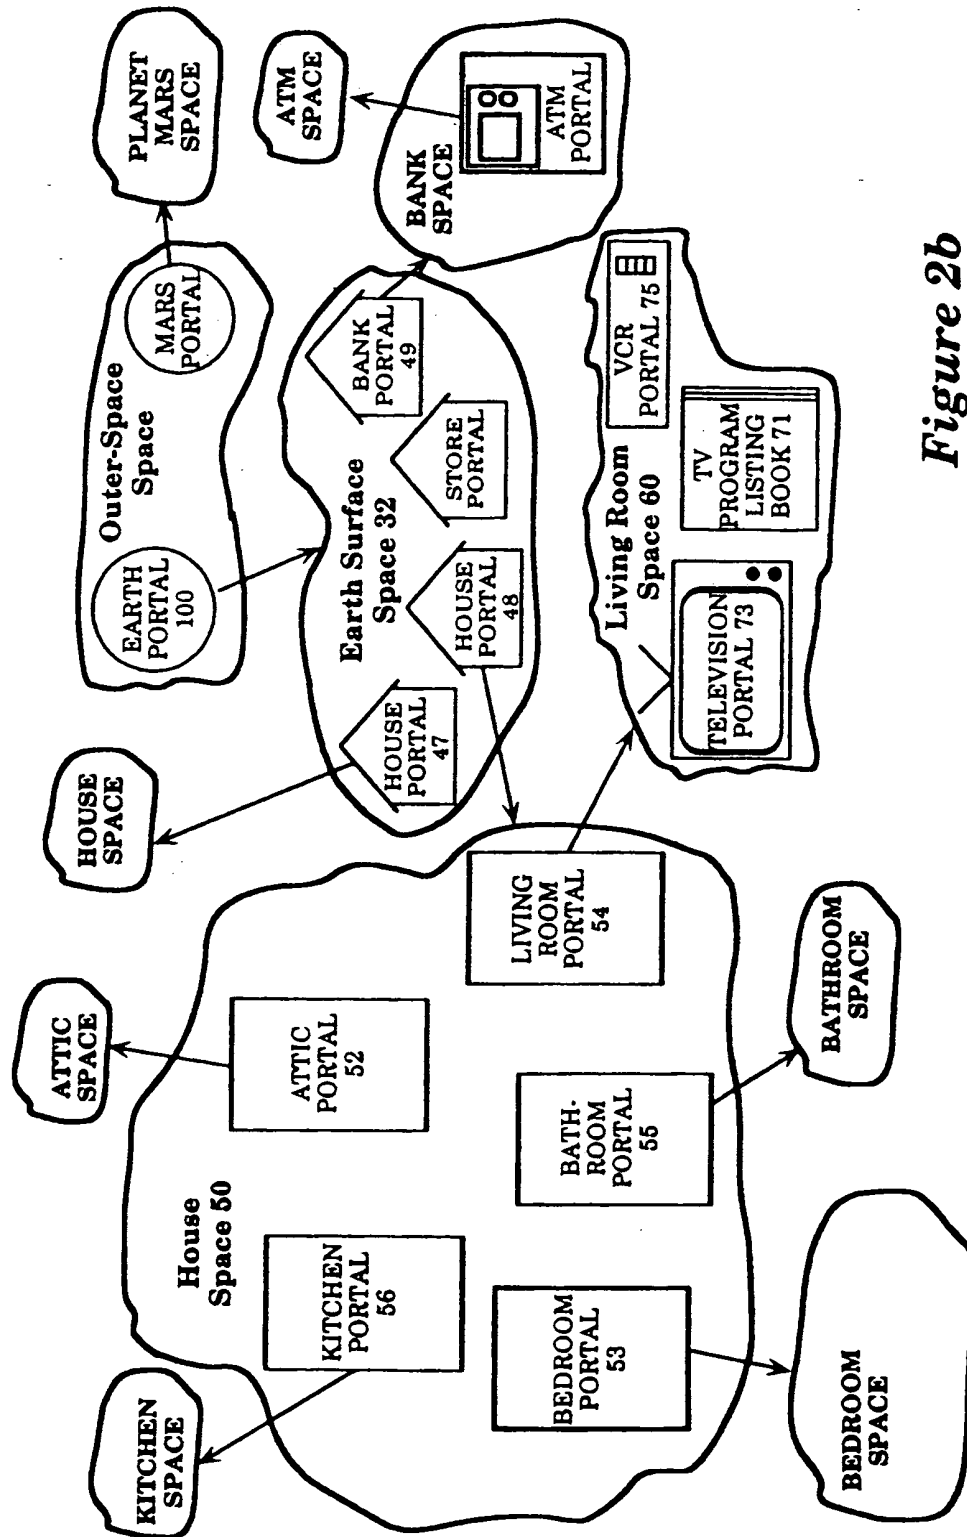 KITCHEN
SPACE
ATTIC
SPACE
HOUSE
SPACE
PLANET
MARS
SPACE
House
Space 50
KITCHEN
PORTAL
56
ATTIC
PORTAL
52
BEDROOM
PORTAL
53
BATH-
ROOM
PORTAL
55
LIVING
ROOM
PORTAL
54
BEDROOM
SPACE
BATHROOM
SPACE
Outer-Space
Space
EARTH
PORTAL
100
MARS
PORTAL
ATM
SPACE
Earth Surface
Space 32
HOUSE
PORTAL
47
HOUSE
PORTAL
48
STORE
PORTAL
BANK
PORTAL
49
BANK
SPACE
ATM
PORTAL
Living Room
Space 60
TELEVISION
PORTAL 73
TV
PROGRAM
LISTING
BOOK 71
VCR
PORTAL 75
Figure 2b